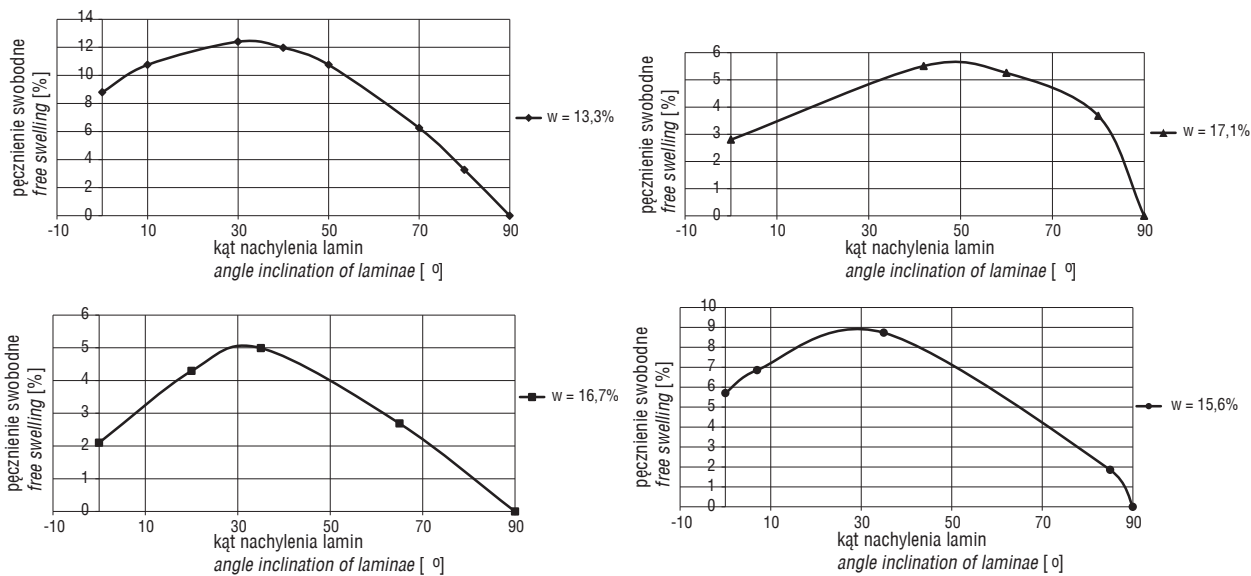 14
12
10
8
6
4
2
0
-10 10 30 50 70 90
pęcznienie swobodne
free swelling [%]
kąt nachylenia lamin
angle inclination of laminae [ º]
w = 13,3%
6
5
4
3
2
1
0
-10 10 30 50 70 90
pęcznienie swobodne
free swelling [%]
kąt nachylenia lamin
angle inclination of laminae [ º]
w = 17,1%
6
5
4
3
2
1
0
-10 10 30 50 70 90
pęcznienie swobodne
free swelling [%]
kąt nachylenia lamin
angle inclination of laminae [ º]
w = 16,7%
10
9
8
7
6
5
4
3
2
1
0
-10 10 30 50 70 90
pęcznienie swobodne
free swelling [%]
kąt nachylenia lamin
angle inclination of laminae [ º]
w = 15,6%